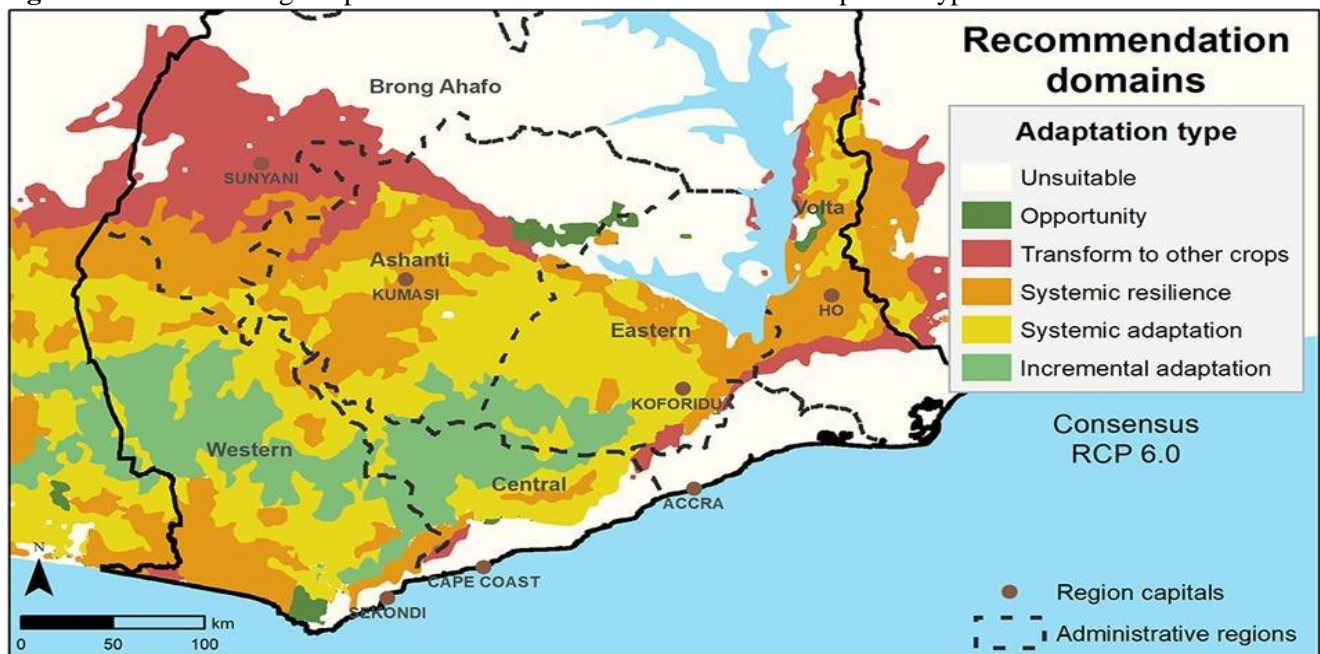 Recommendation
domains
Adaptation type
Unsuitable
Opportunity
Transform to other crops
Systemic resilience
Systemic adaptation
Incremental adaptation
Consensus
RCP 6.0
Region capitals
Administrative regions
Brong Ahafo
SUNYANI
Volta
Ashanti
KUMASI
HO
Eastern
KOFORIDUA
Western
Central
ACCRA
CAPE COAST
SEKONDI
N
0 50 100 km